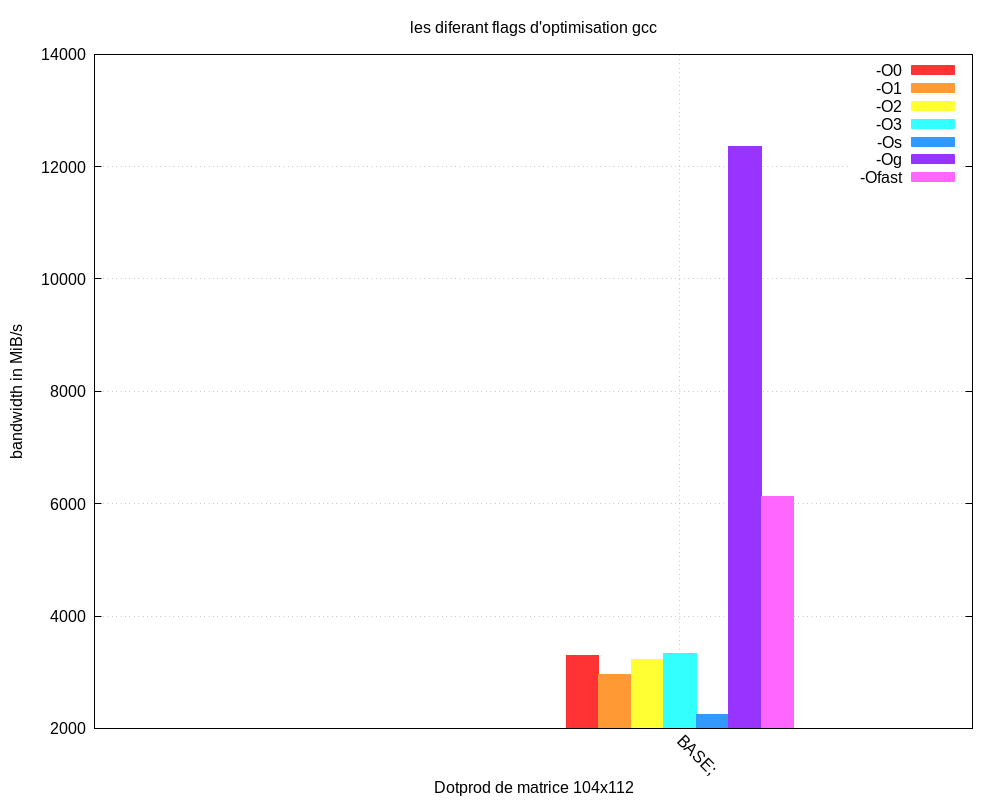 les diferant flags d'optimisation gcc
14000
12000
10000
8000
6000
4000
2000
bandwidth in MiB/s
-O0
-O1
-O2
-O3
-Os
-Og
-Ofast
BASE;
Dotprod de matrice 104x112